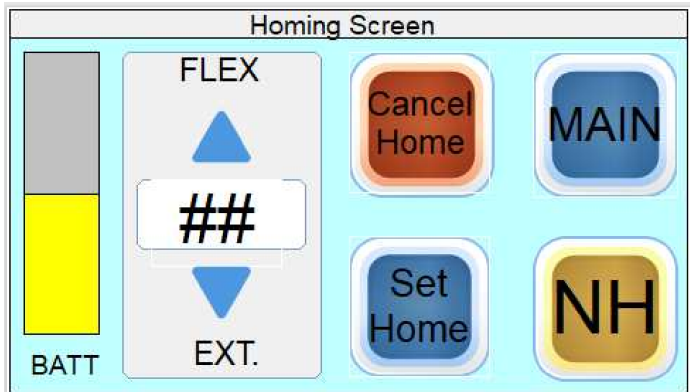 Homing Screen
FLEX
##
EXT.
BATT
Cancel
Home
MAIN
Set
Home
NH